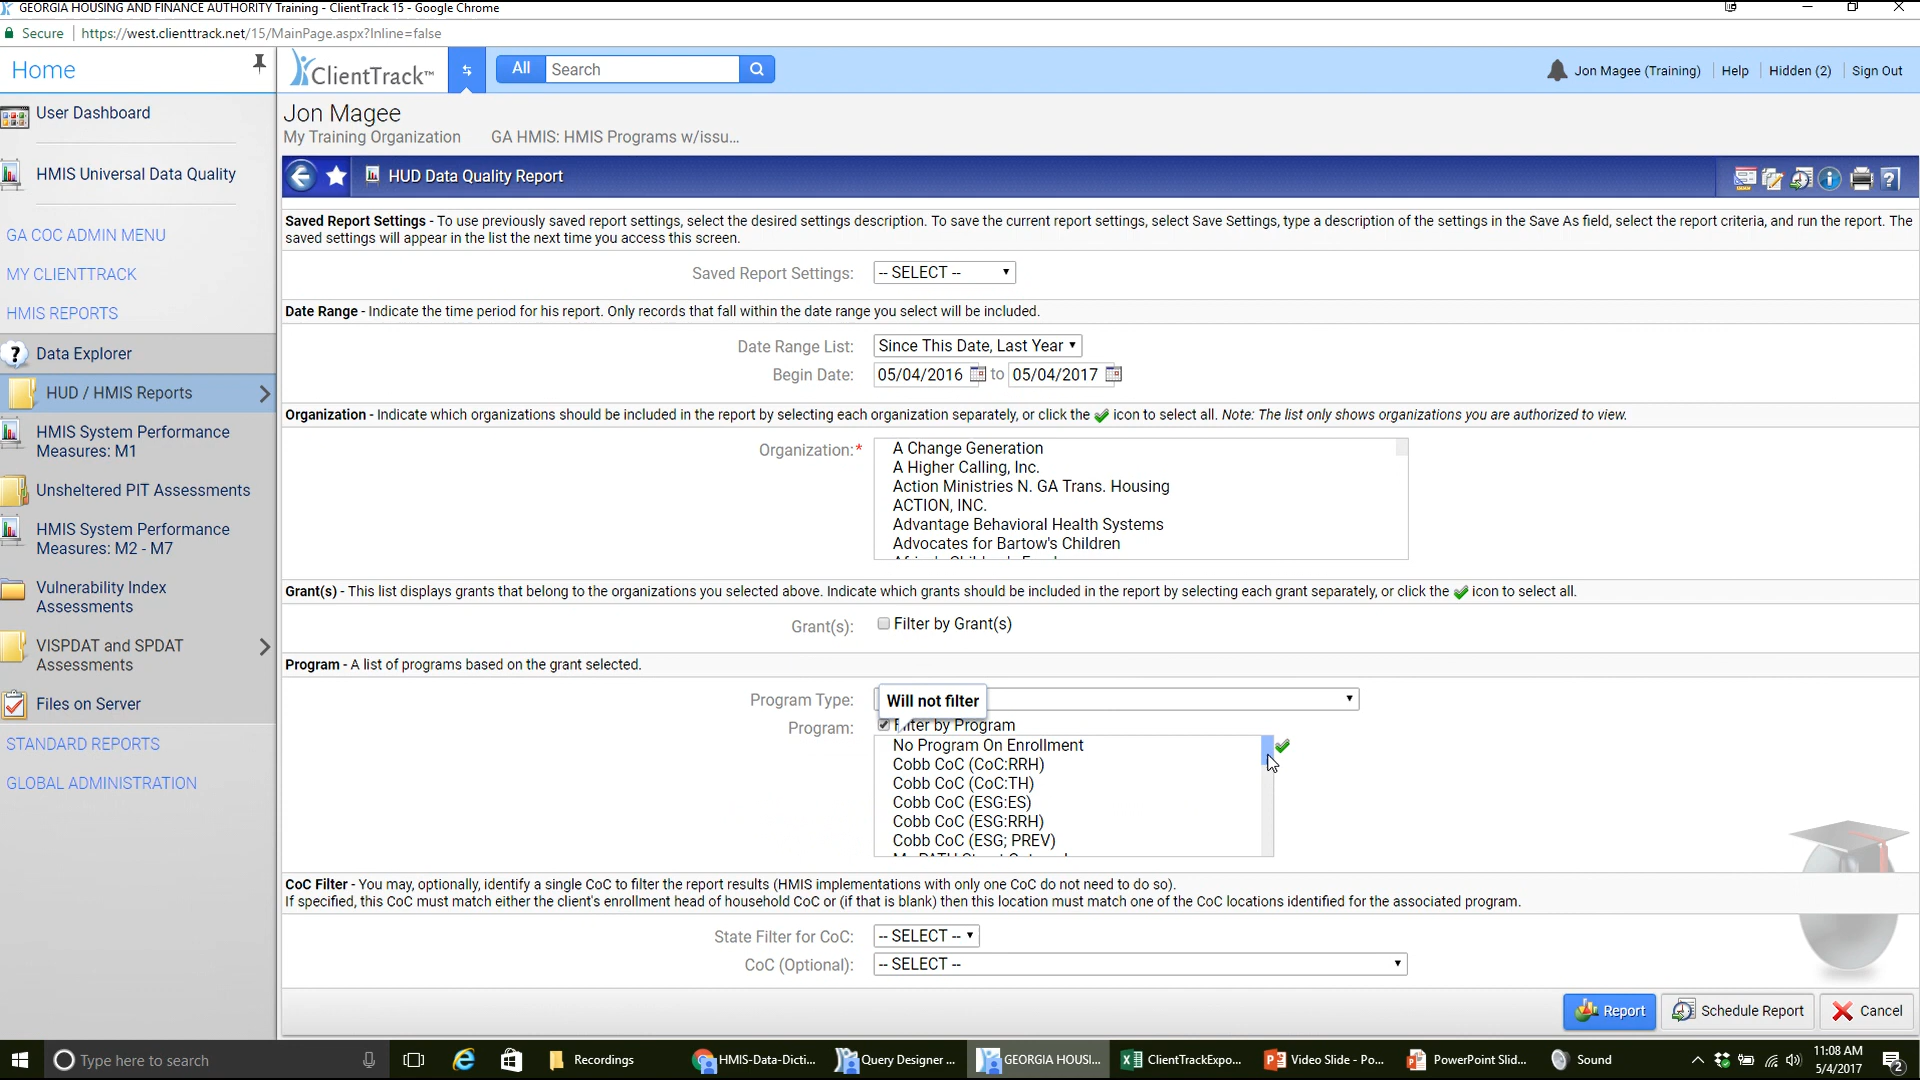 GEORGIA HOUSING AND FINANCE AUTHORITY Training - ClientTrack 15 - Google Chrome
Secure | https://west.clienttrack.net/15/MainPage.aspx?Inline=false
Home
ClientTrack™
All
Search
Jon Magee (Training)
Help
Hidden (2)
Sign Out
User Dashboard
HMIS Universal Data Quality
GA COC ADMIN MENU
MY CLIENTTRACK
HMIS REPORTS
Data Explorer
HUD / HMIS Reports
HMIS System Performance
Measures: M1
Unsheltered PIT Assessments
HMIS System Performance
Measures: M2 - M7
Vulnerability Index
Assessments
VISPDAT and SPDAT
Assessments
Files on Server
STANDARD REPORTS
GLOBAL ADMINISTRATION
Jon Magee
My Training Organization GA HMIS: HMIS Programs w/issu...
HUD Data Quality Report
Saved Report Settings - To use previously saved report settings, select the desired settings description. To save the current report settings, select Save Settings, type a description of the settings in the Save As field, select the report criteria, and run the report. The
saved settings will appear in the list the next time you access this screen.
Saved Report Settings: -- SELECT --
Date Range - Indicate the time period for his report. Only records that fall within the date range you select will be included.
Date Range List: Since This Date, Last Year
Begin Date: 05/04/2016 to 05/04/2017
Organization - Indicate which organizations should be included in the report by selecting each organization separately, or click the icon to select all. Note: The list only shows organizations you are authorized to view.
Organization:* A Change Generation
A Higher Calling, Inc.
Action Ministries N. GA Trans. Housing
ACTION, INC.
Advantage Behavioral Health Systems
Advocates for Bartow's Children
Grant(s) - This list displays grants that belong to the organizations you selected above. Indicate which grants should be included in the report by selecting each grant separately, or click the icon to select all.
Grant(s): Filter by Grant(s)
Program - A list of programs based on the grant selected.
Program Type: Will not filter
Program: Filter by Program
No Program On Enrollment
Cobb CoC (CoC:RRH)
Cobb CoC (CoC:TH)
Cobb CoC (ESG:ES)
Cobb CoC (ESG:RRH)
Cobb CoC (ESG; PREV)
CoC Filter - You may, optionally, identify a single CoC to filter the report results (HMIS implementations with only one CoC do not need to do so).
If specified, this CoC must match either the client's enrollment head of household CoC or (if that is blank) then this location must match one of the CoC locations identified for the associated program.
State Filter for CoC: -- SELECT --
CoC (Optional): -- SELECT --
Report
Schedule Report
Cancel
Type here to search
Recordings
HMIS-Data-Dicti...
Query Designer ...
GEORGIA HOUSI...
ClientTrackExpo...
Video Slide - Po...
PowerPoint Slid...
Sound
11:08 AM
5/4/2017
2